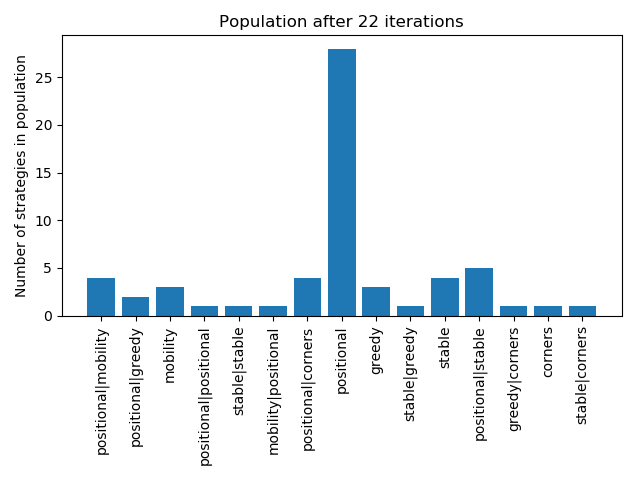 Population after 22 iterations
Number of strategies in population
25
20
15
10
5
0
positional|mobility
positional|greedy
mobility
positional|positional
stable|stable
mobility|positional
positional|corners
positional
greedy
stable|greedy
stable
positional|stable
greedy|corners
corners
stable|corners